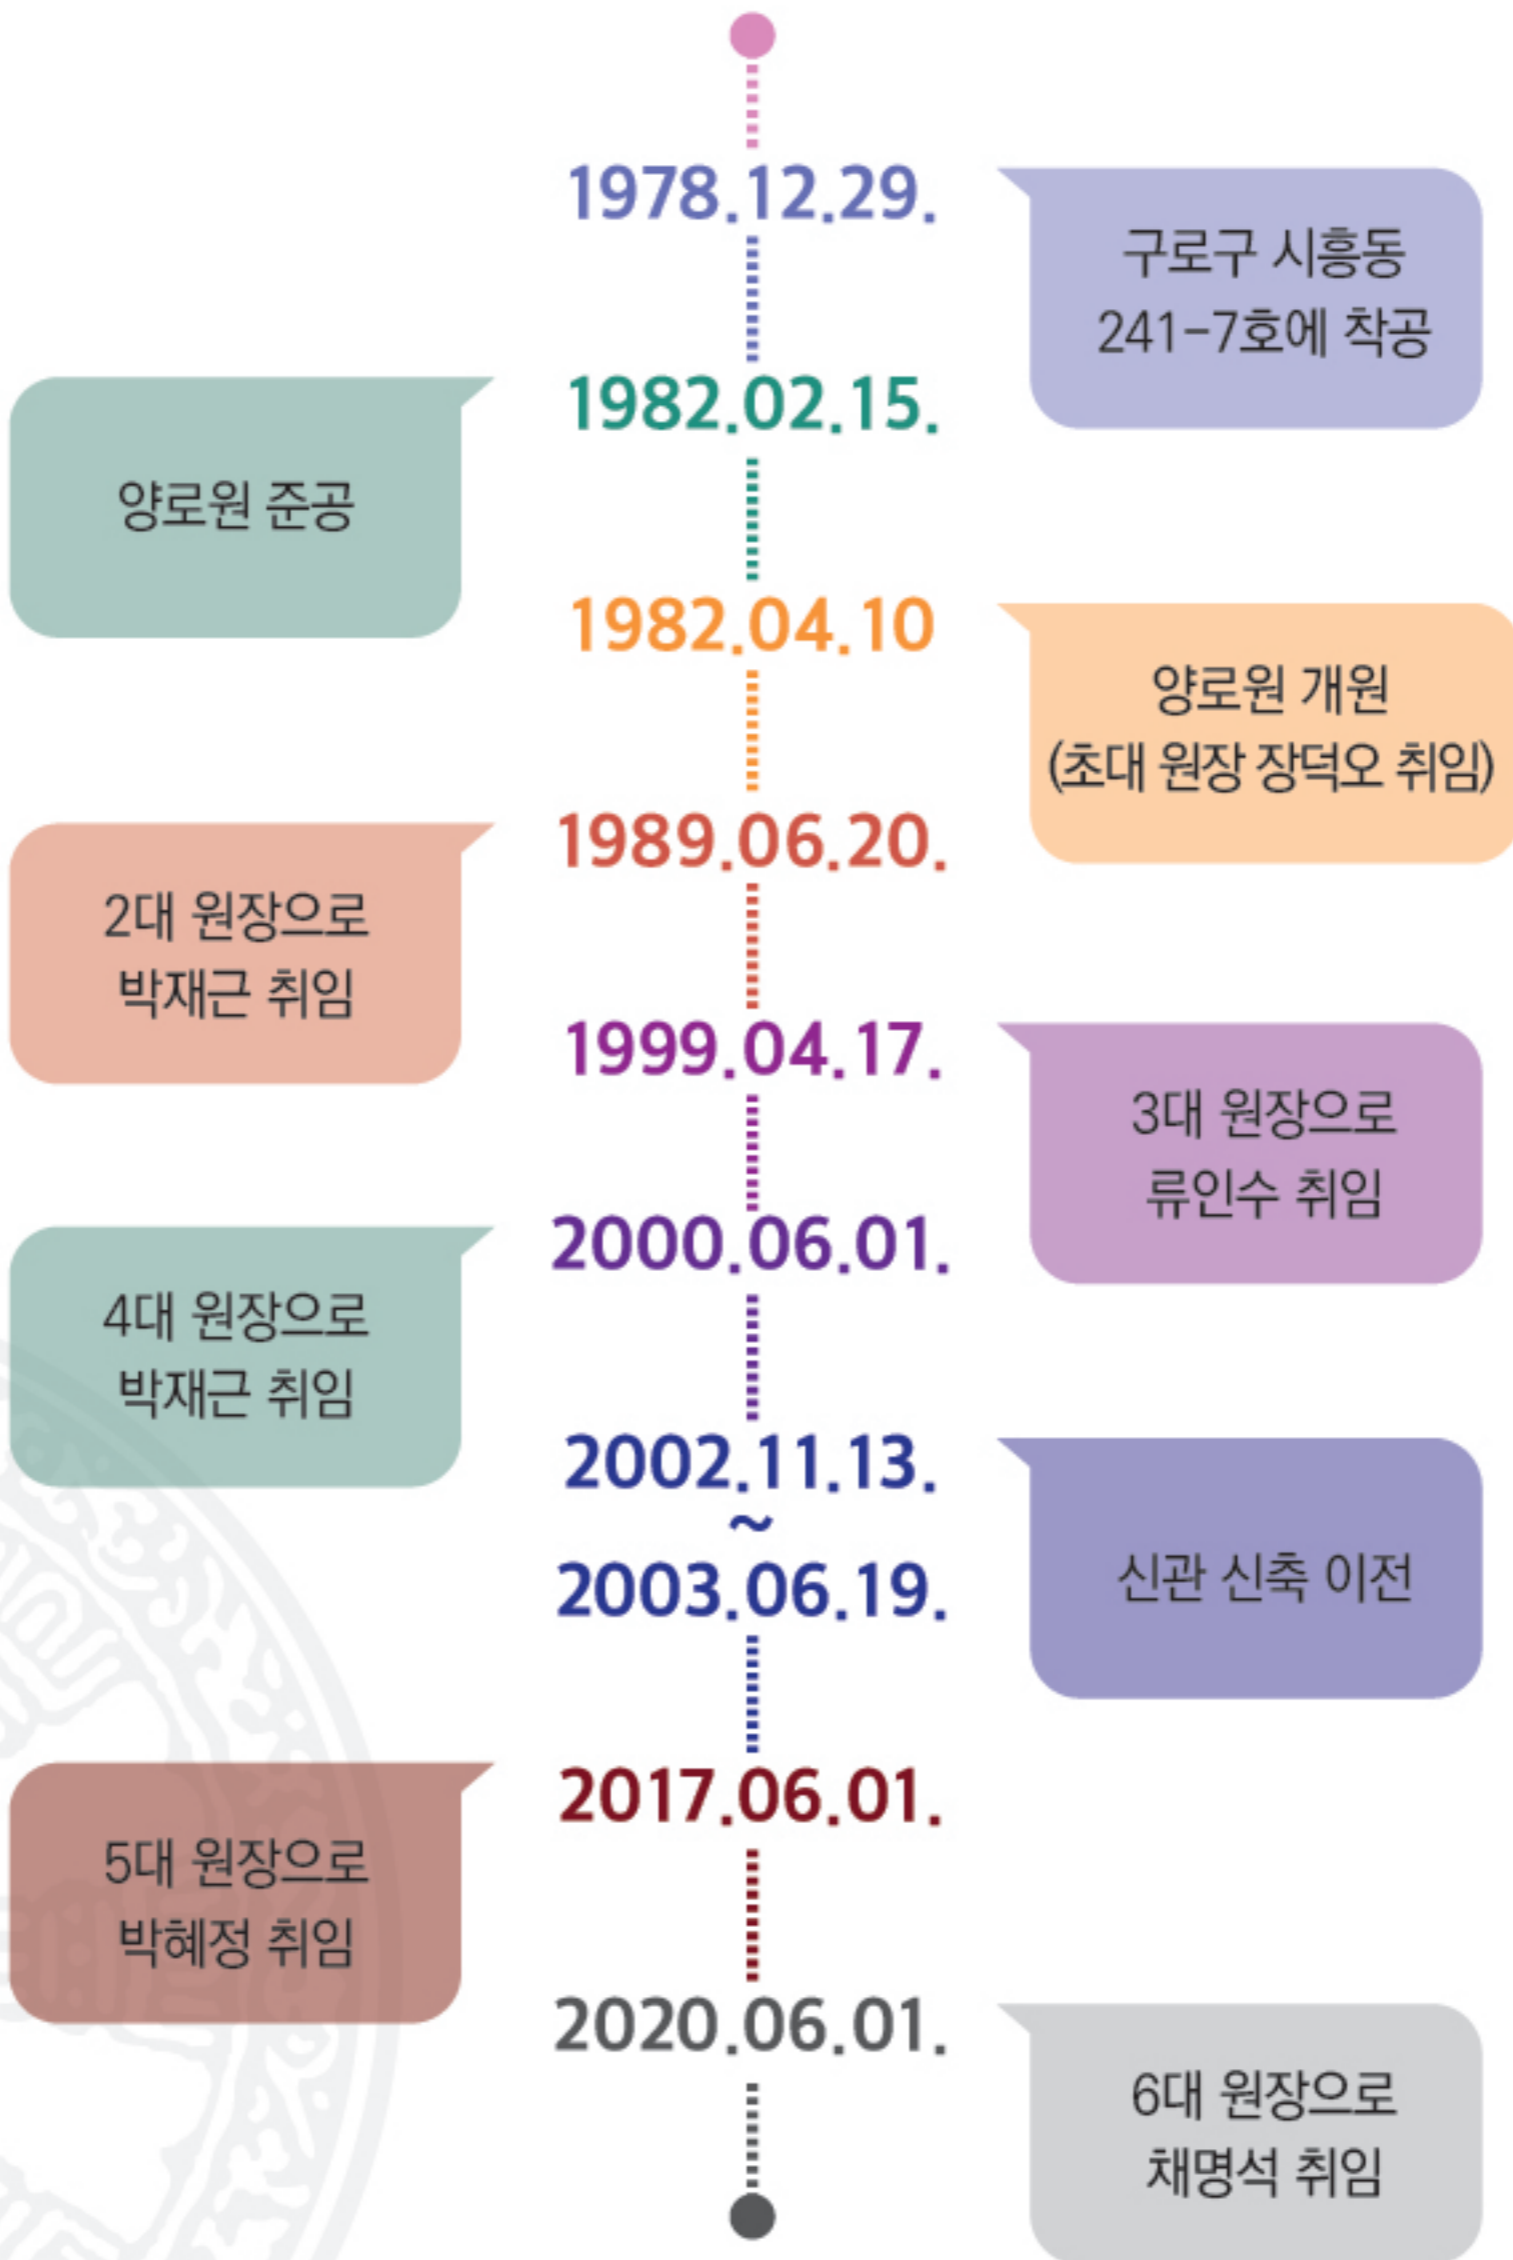 1978.12.29.
구로구 시흥동
241-7호에 착공
1982.02.15.
양로원 준공
1982.04.10
양로원 개원
(초대 원장 장덕오 취임)
1989.06.20.
2대 원장으로
박재근 취임
1999.04.17.
3대 원장으로
류인수 취임
2000.06.01.
4대 원장으로
박재근 취임
2002.11.13.
~
2003.06.19.
신관 신축 이전
2017.06.01.
5대 원장으로
박혜정 취임
2020.06.01.
6대 원장으로
채명석 취임